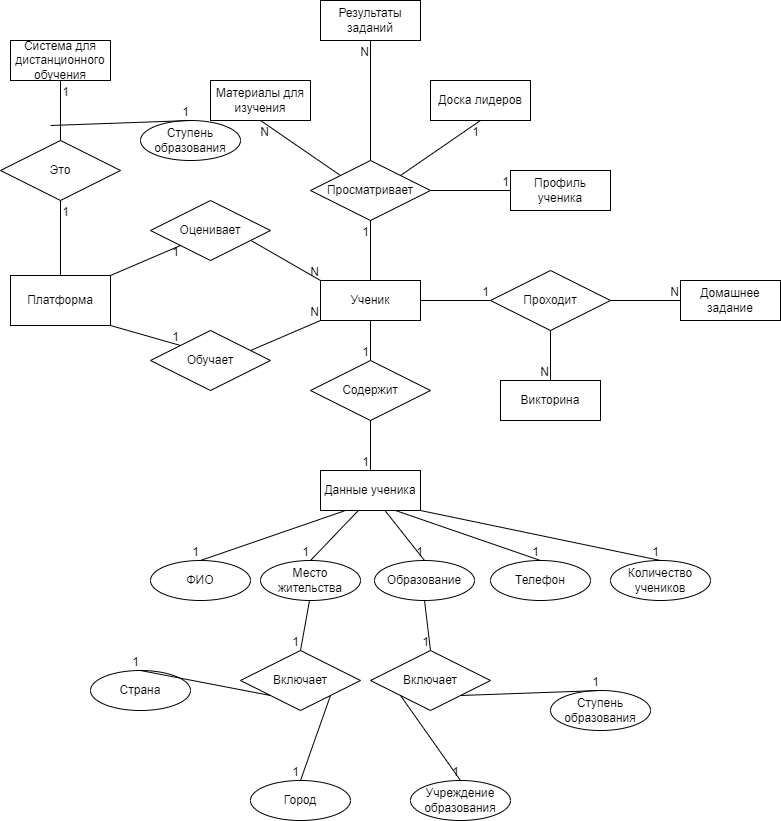 Результаты
заданий
N
Система для
дистанционного
обучения
1
Материалы для
изучения
N
Доска лидеров
1
1
Ступень
образования
Это
1
Просматривает
1
Профиль
ученика
1
Оценивает
1
N
Платформа
Ученик
1
Проходит
N
Домашнее
задание
N
1
Обучает
1
N
Викторина
Содержит
1
Данные ученика
1
ФИО
1
Место
жительства
1
Образование
1
Телефон
1
Количество
учеников
1
Включает
1
Включает
1
Страна
1
Ступень
образования
1
Город
1
Учреждение
образования